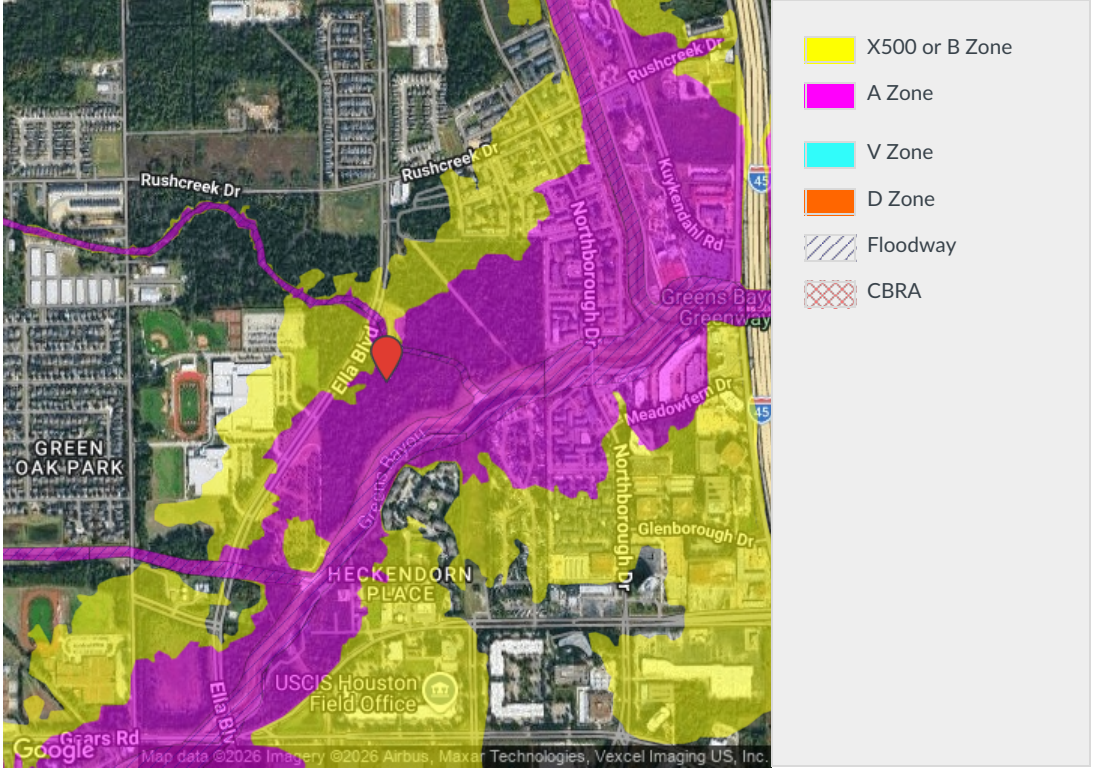 Rushcreek Dr
45
Rushcreek Dr
Rushcreek Dr
Kuykendahl Rd
Northborough Dr
Greens Bayo
Greenway
Ella Blvd
45
Meadowfern Dr
GREEN
OAK PARK
Greens Bayou
Northborough Dr
Glenborough Dr
HECKENDORN
PLACE
USCIS Houston
Field Office
Ella Blv
Gears Rd
Google
Map data ©2026 Imagery ©2026 Airbus, Maxar Technologies, Vexcel Imaging US, Inc.
X500 or B Zone
A Zone
V Zone
D Zone
Floodway
CBRA